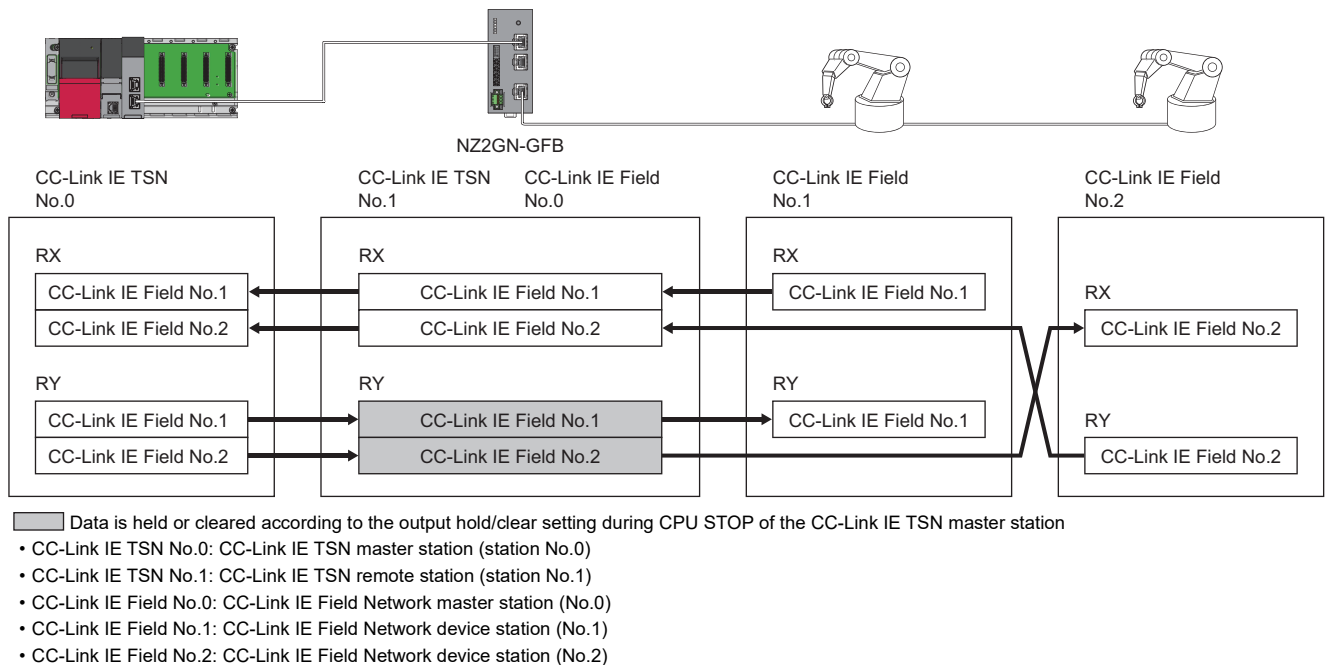 NZ2GN-GFB
CC-Link IE TSN No.0
CC-Link IE TSN No.1
CC-Link IE Field No.0
CC-Link IE Field No.1
CC-Link IE Field No.2
RX
CC-Link IE Field No.1
CC-Link IE Field No.2
RY
CC-Link IE Field No.1
CC-Link IE Field No.2
RX
CC-Link IE Field No.1
CC-Link IE Field No.2
RY
CC-Link IE Field No.1
CC-Link IE Field No.2
RX
CC-Link IE Field No.1
RY
CC-Link IE Field No.1
RX
CC-Link IE Field No.2
RY
CC-Link IE Field No.2
Data is held or cleared according to the output hold/clear setting during CPU STOP of the CC-Link IE TSN master station
• CC-Link IE TSN No.0: CC-Link IE TSN master station (station No.0)
• CC-Link IE TSN No.1: CC-Link IE TSN remote station (station No.1)
• CC-Link IE Field No.0: CC-Link IE Field Network master station (No.0)
• CC-Link IE Field No.1: CC-Link IE Field Network device station (No.1)
• CC-Link IE Field No.2: CC-Link IE Field Network device station (No.2)